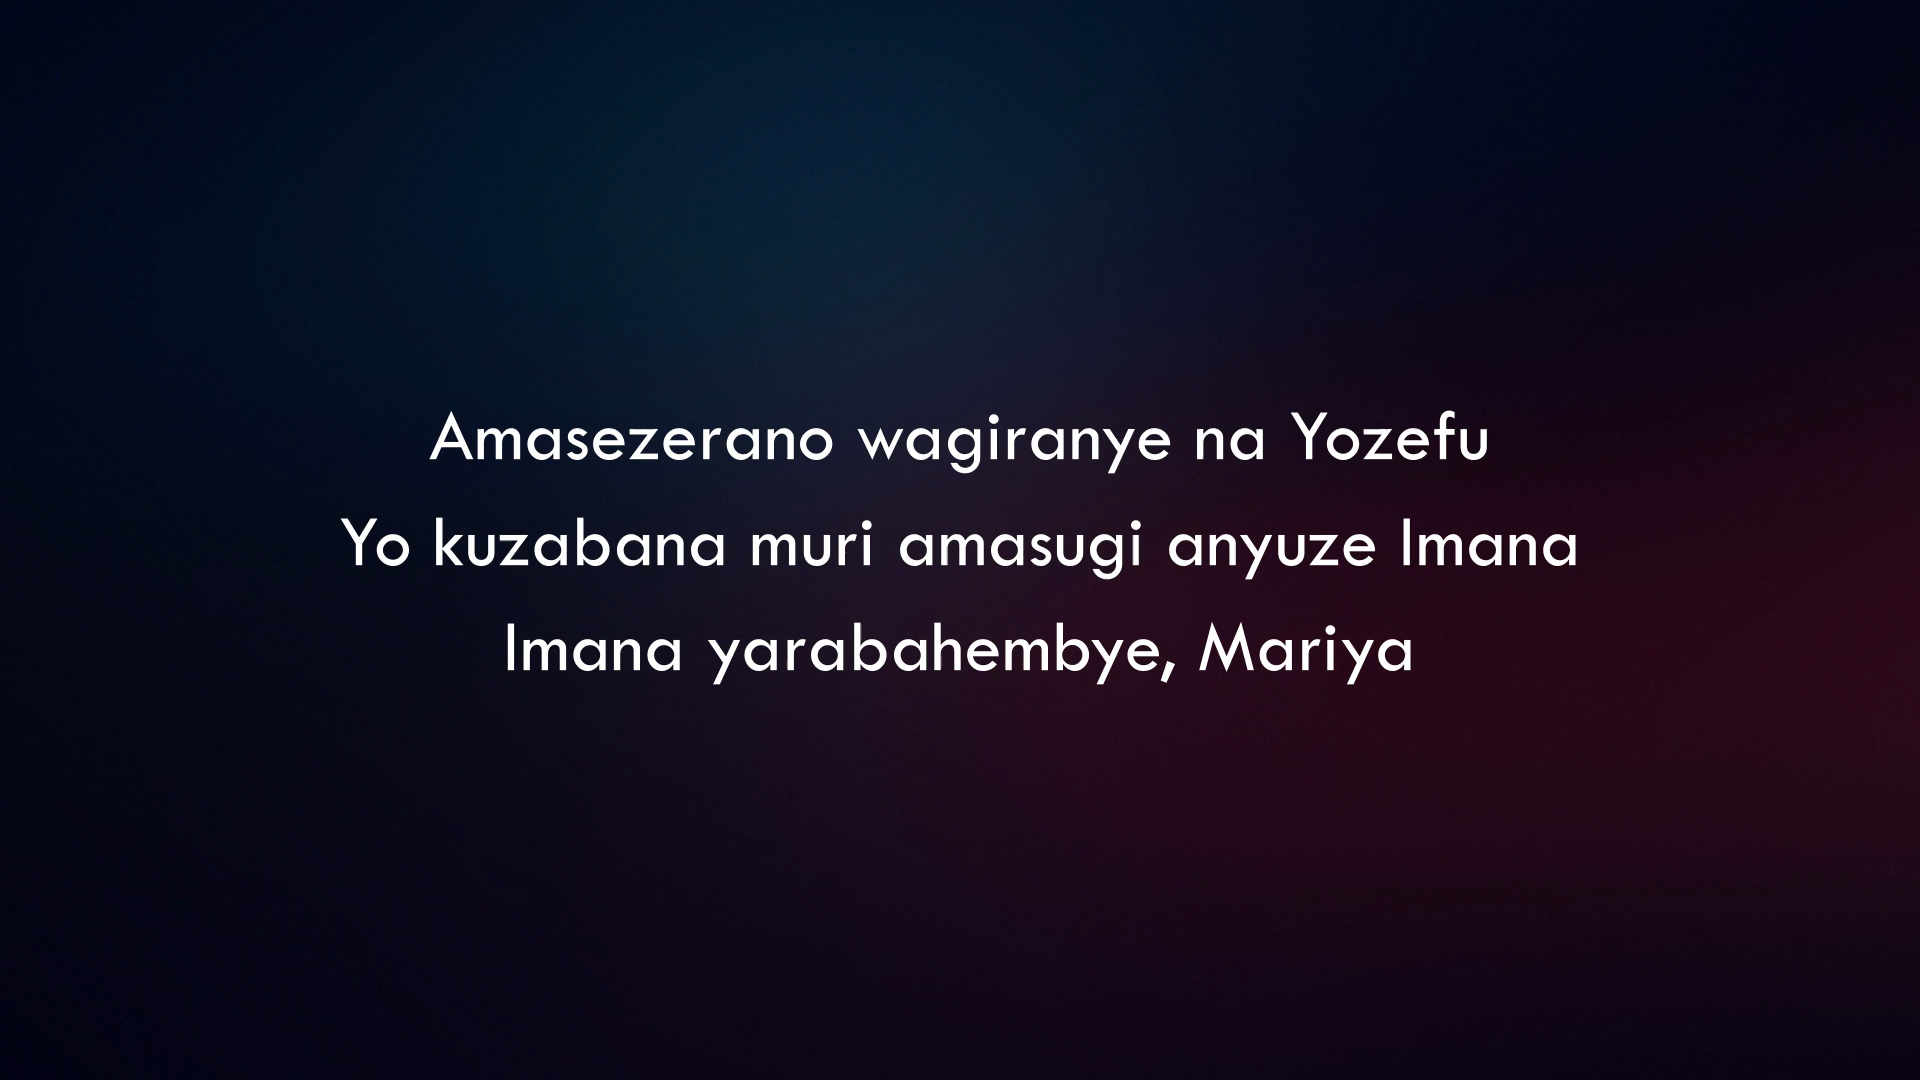 Amasezerano wagiranye na Yozefu
Yo kuzabana muri amasugi anyuze Imana
Imana yarabahembye, Mariya